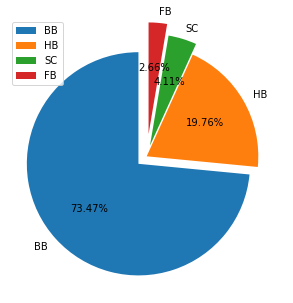 BB
HB
SC
FB
FB
SC
2.66%
4.11%
HB
19.76%
73.47%
BB